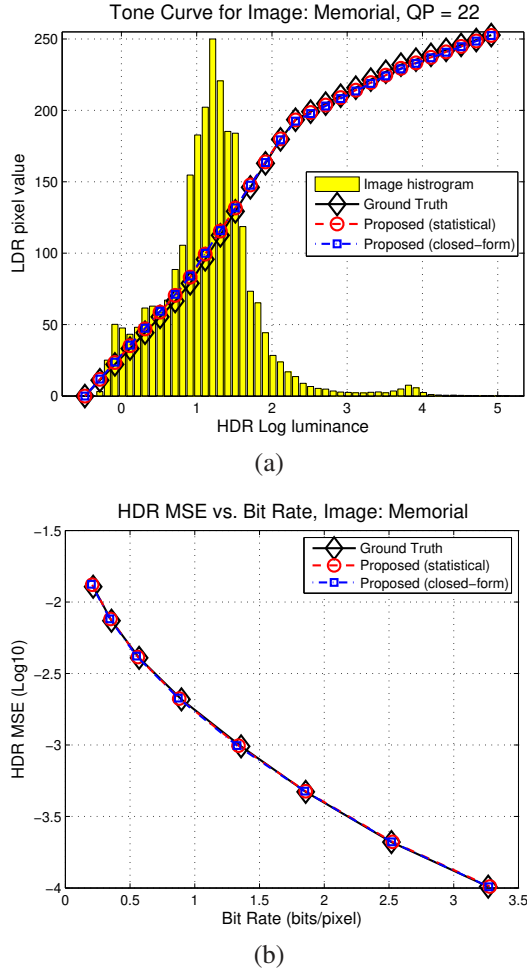 Tone Curve for Image: Memorial, QP = 22
250
200
150
100
50
0
LDR pixel value
Image histrogram
Ground Truth
Proposed (statistical)
Proposed (closed−form)
0 1 2 3 4 5
HDR Log luminance
(a)
HDR MSE vs. Bit Rate, Image: Memorial
−1.5
−2
−2.5
−3
−3.5
−4
HDR MSE (Log10)
Ground Truth
Proposed (statistical)
Proposed (closed−form)
0 0.5 1 1.5 2 2.5 3 3.5
Bit Rate (bits/pixel)
(b)